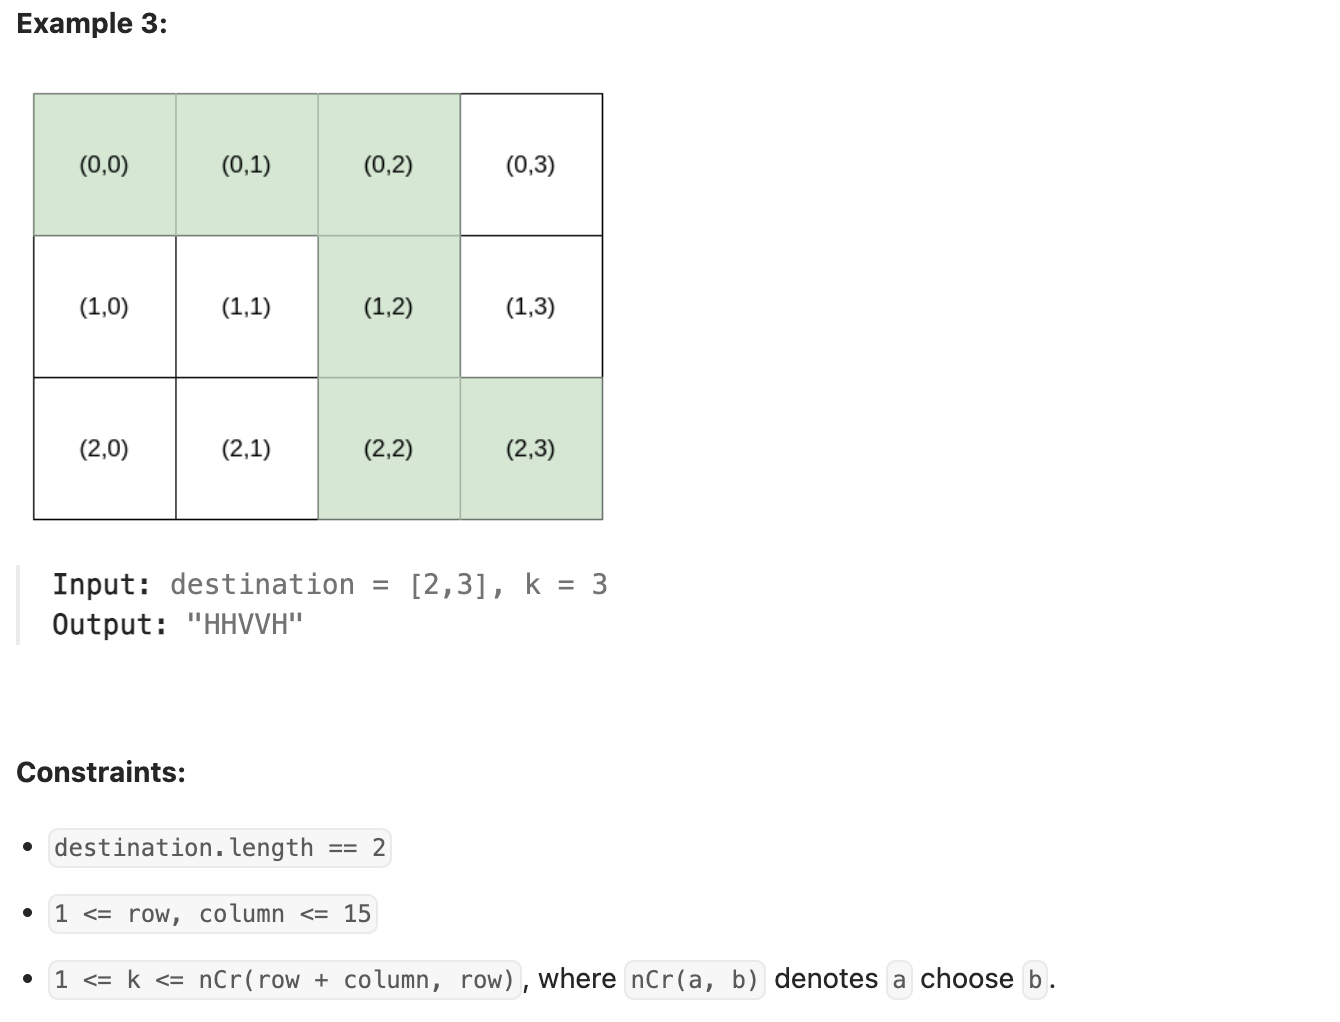 Example 3:
(0,0) (0,1) (0,2) (0,3)
(1,0) (1,1) (1,2) (1,3)
(2,0) (2,1) (2,2) (2,3)
Input: destination = [2,3], k = 3
Output: "HHVVH"
Constraints:
• destination.length == 2
• 1 <= row, column <= 15
• 1 <= k <= nCr(row + column, row), where nCr(a, b) denotes a choose b.